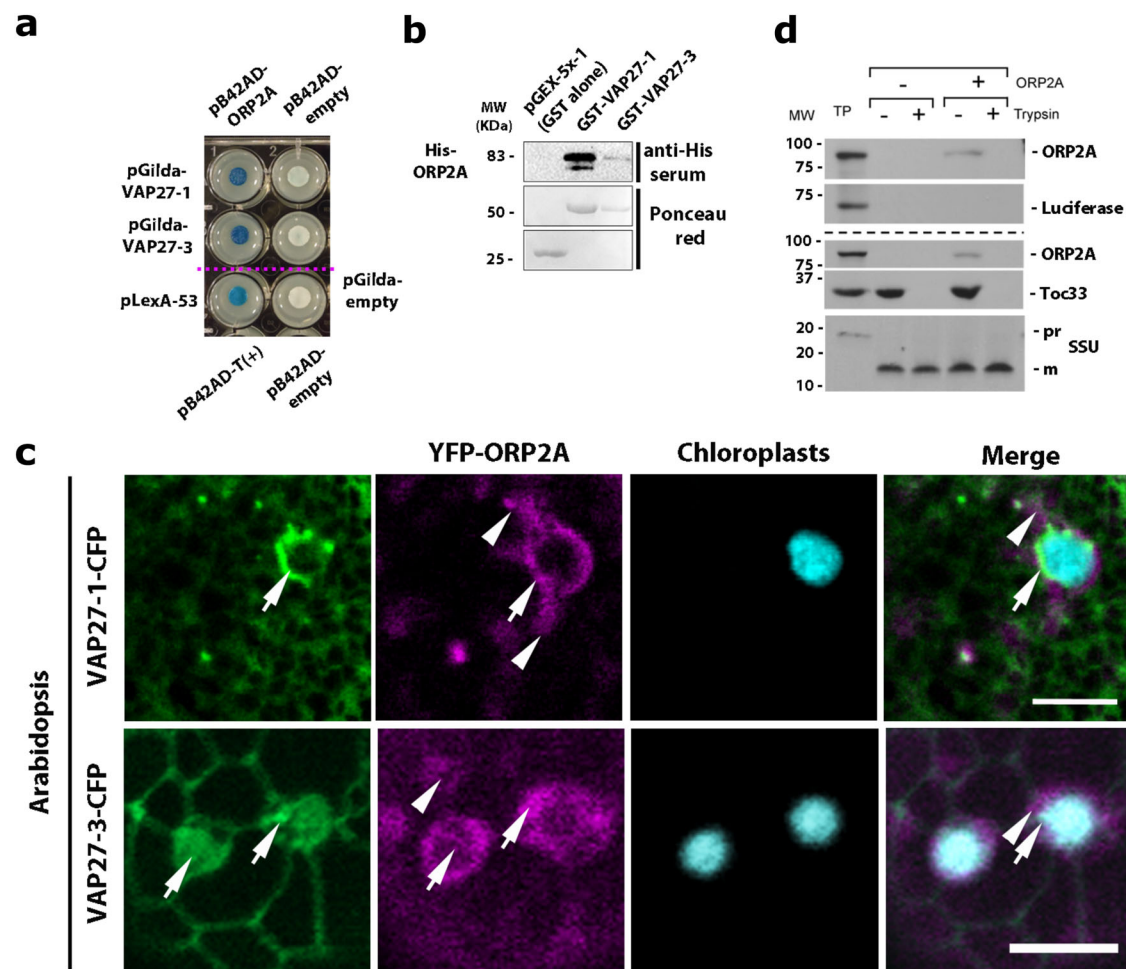 a
pB42AD-
ORP2A
pB42AD-
empty
1
2
pGilda-
VAP27-1
pGilda-
VAP27-3
pLexA-53
pGilda-
empty
pB42AD-T(+)
pB42AD-
empty
b
pGEX-5x-1
(GST alone)
GST-VAP27-1
GST-VAP27-3
MW
(KDa)
His-
ORP2A
83 -
50 -
25 -
anti-His
serum
Ponceau
red
d
- + ORP2A
MW TP - + - + Trypsin
100 -
75 -
- ORP2A
75 -
- Luciferase
100 -
75 -
- ORP2A
37 -
- Toc33
30 -
20 -
20 -
10 -
- pr
SSU
- m
c
YFP-ORP2A
Chloroplasts
Merge
Arabidopsis
VAP27-1-CFP
VAP27-3-CFP